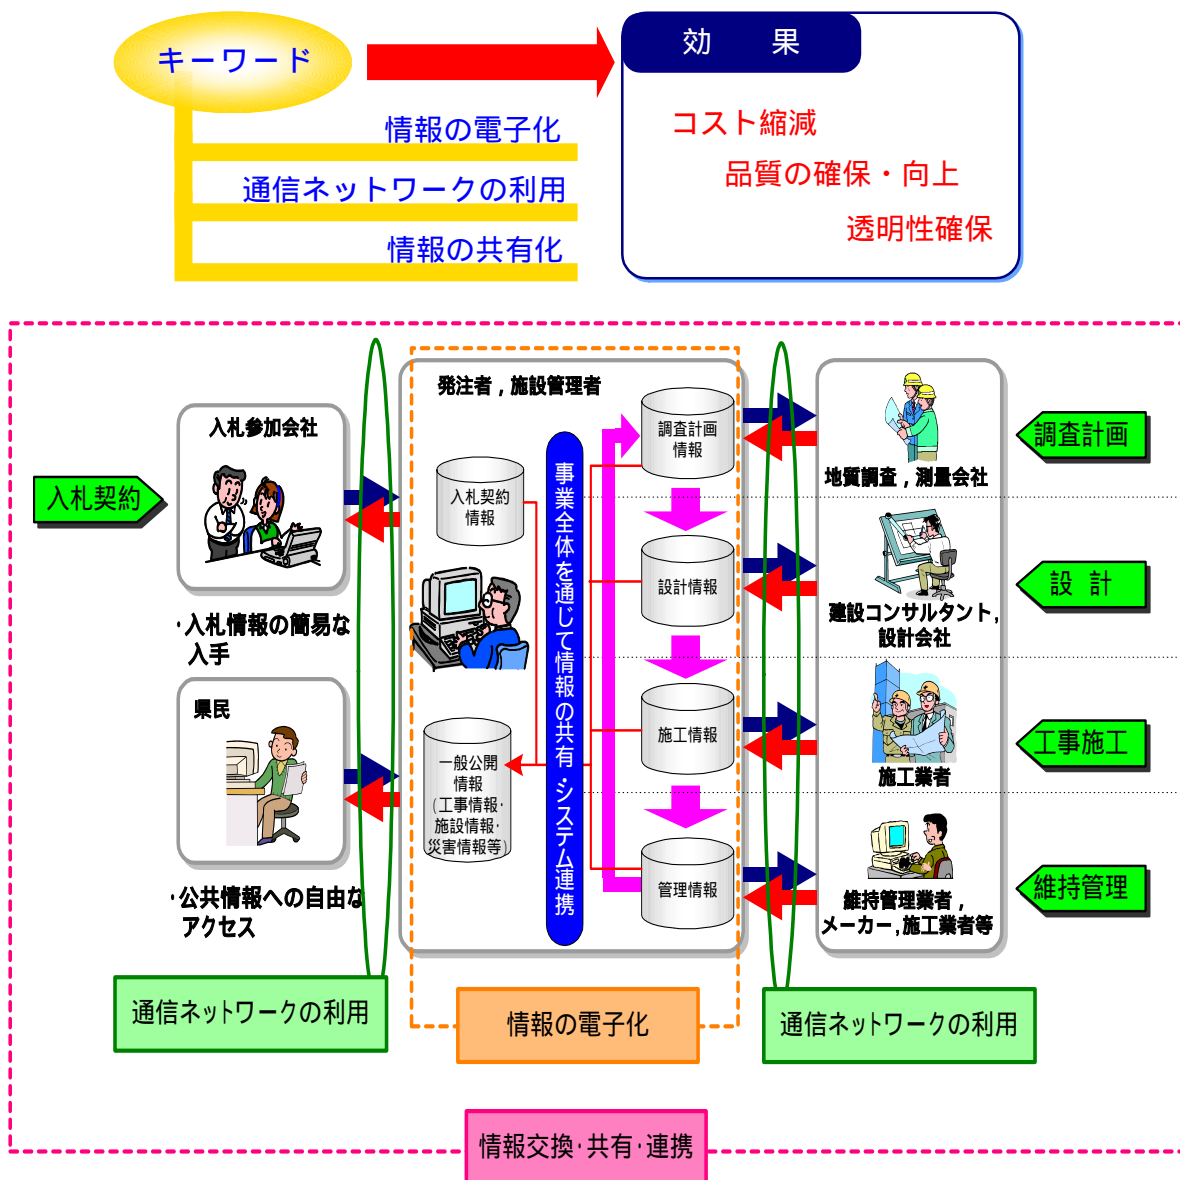 キーワード
効　果
情報の電子化
通信ネットワークの利用
情報の共有化
コスト縮減
品質の確保・向上
透明性確保
入札契約
入札参加会社
・入札情報の簡易な
入手
県民
・公共情報への自由な
アクセス
発注者，施設管理者
入札契約
情報
一般公開
情報
（工事情報・
施設情報・
災害情報等）
事業全体を通じて情報の共有・システム連携
調査計画
情報
設計情報
施工情報
管理情報
地質調査，測量会社
建設コンサルタント，
設計会社
施工業者
維持管理業者，
メーカー，施工業者等
調査計画
設 計
工事施工
維持管理
通信ネットワークの利用
情報の電子化
通信ネットワークの利用
情報交換・共有・連携